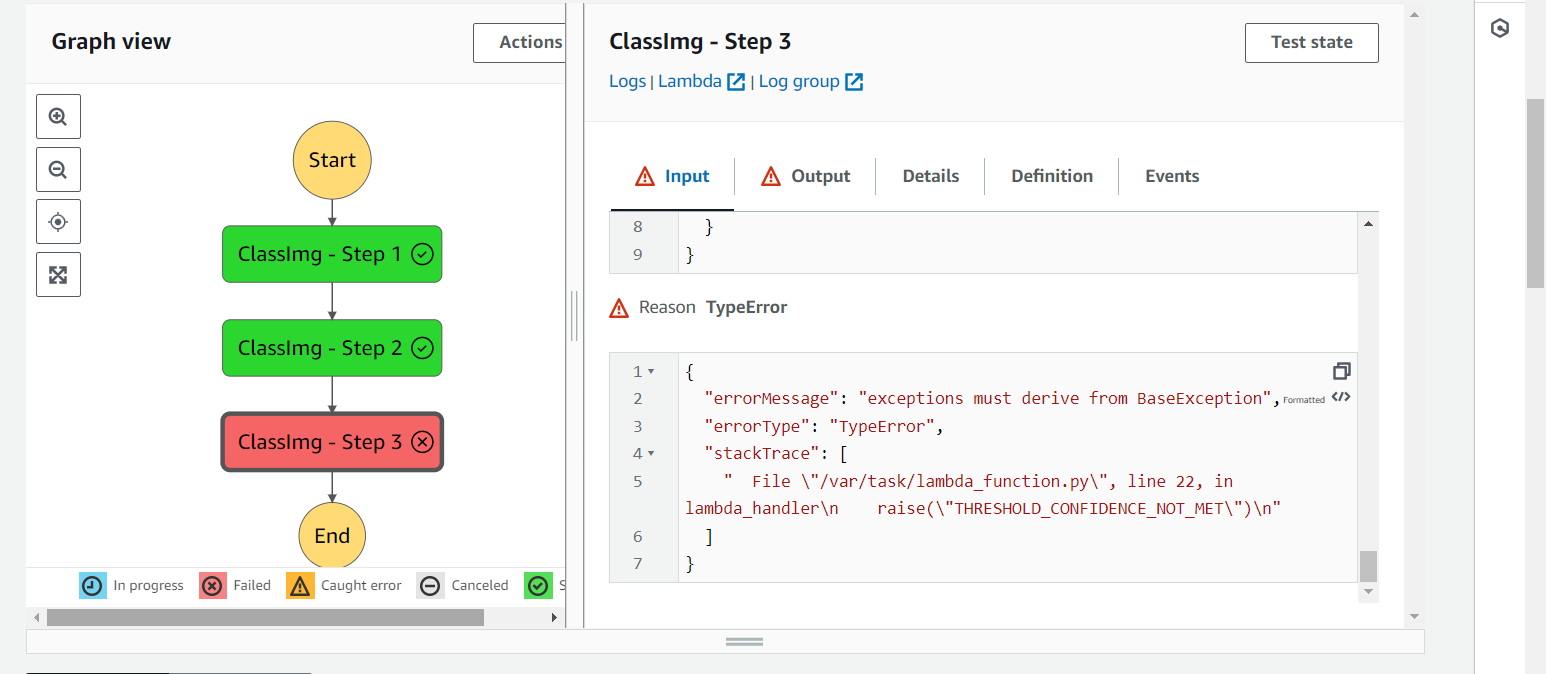 Graph view
Actions
Start
ClassImg - Step 1
ClassImg - Step 2
ClassImg - Step 3
End
In progress
Failed
Caught error
Canceled
S
ClassImg - Step 3
Test state
Logs | Lambda | Log group
Input
Output
Details
Definition
Events
8 }
9 }
Reason TypeError
1 {
2 "errorMessage": "exceptions must derive from BaseException",
Formatted
3 "errorType": "TypeError",
4 "stackTrace": [
5 "  File \"/var/task/lambda_function.py\", line 22, in
lambda_handler\n    raise(\"THRESHOLD_CONFIDENCE_NOT_MET\")\n"
6 ]
7 }